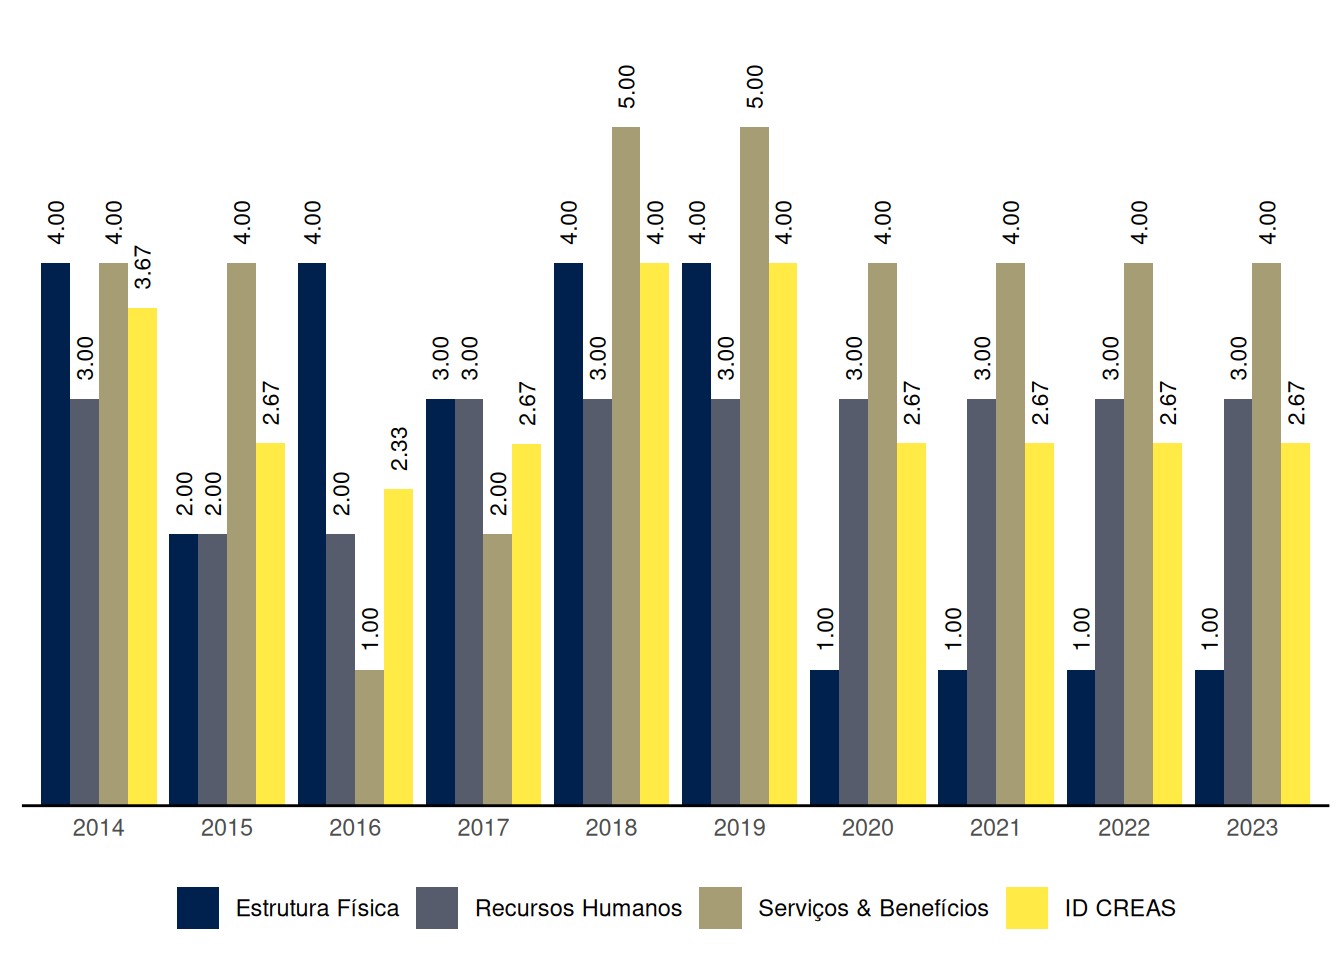 5.00 5.00
4.00 4.00 4.00 4.00 4.00 4.00 4.00 4.00 4.00 4.00 4.00 4.00
3.67
3.00 3.00 3.00 3.00 3.00 3.00 3.00 3.00 3.00
2.67 2.67 2.67 2.67 2.67 2.67
2.33
2.00 2.00 2.00 2.00
1.00 1.00 1.00 1.00 1.00
2014 2015 2016 2017 2018 2019 2020 2021 2022 2023
Estrutura Física Recursos Humanos Serviços & Benefícios ID CREAS